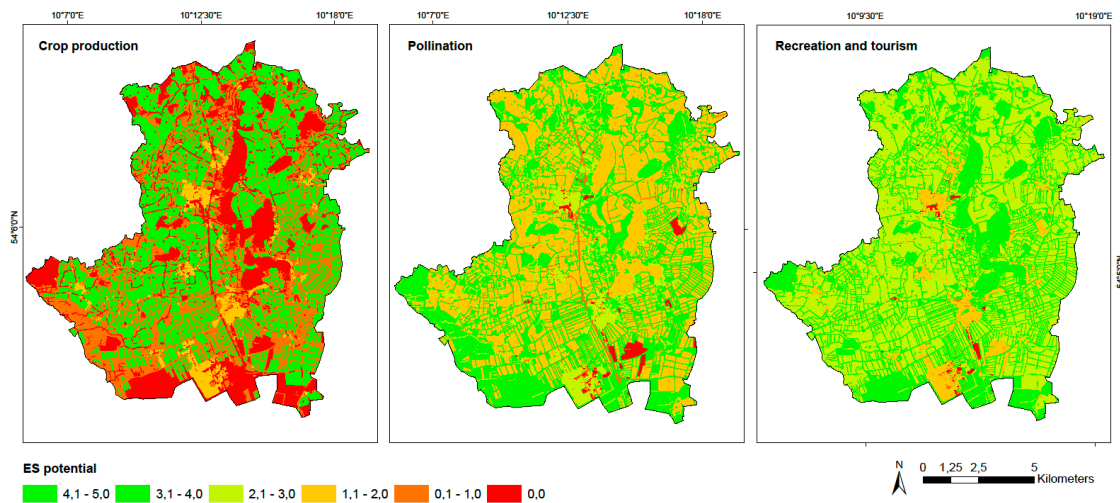 10°7'0"E 10°12'30"E 10°18'0"E 10°7'0"E 10°12'30"E 10°18'0"E 10°9'30"E 10°19'0"E
Crop production Pollination Recreation and tourism
54°6'0"N
ES potential
4,1 - 5,0 3,1 - 4,0 2,1 - 3,0 1,1 - 2,0 0,1 - 1,0 0,0
N
0 1,25 2,5 5
Kilometers